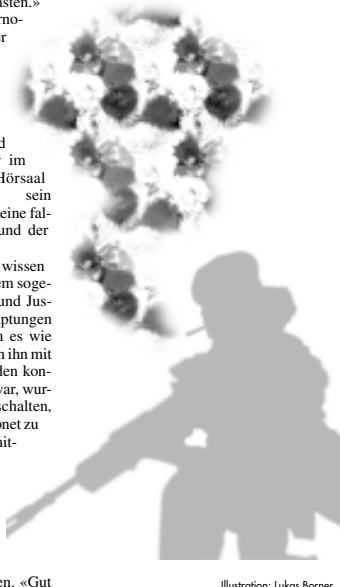 asten.»
rno-
er
d
r im
Hörsaal
sein
eine fal-
und der
wissen
em soge-
und Jus-
ptungen
n es wie
n ihn mit
den kon-
var, wur-
schalten,
onet zu
nit-
en. «Gut
Illustration: Lukas Borner